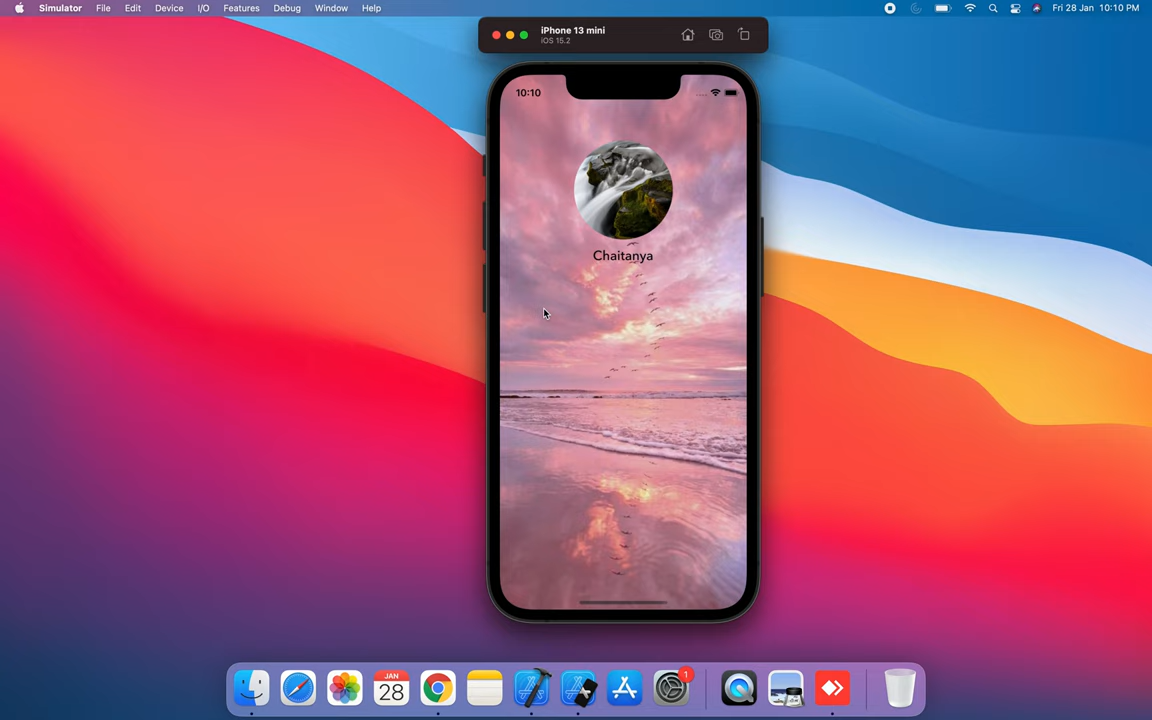 Simulator File Edit Device I/O Features Debug Window Help Fri 28 Jan 10:10 PM
iPhone 13 mini
iOS 15.2
10:10
Chaitanya
JAN
28
1